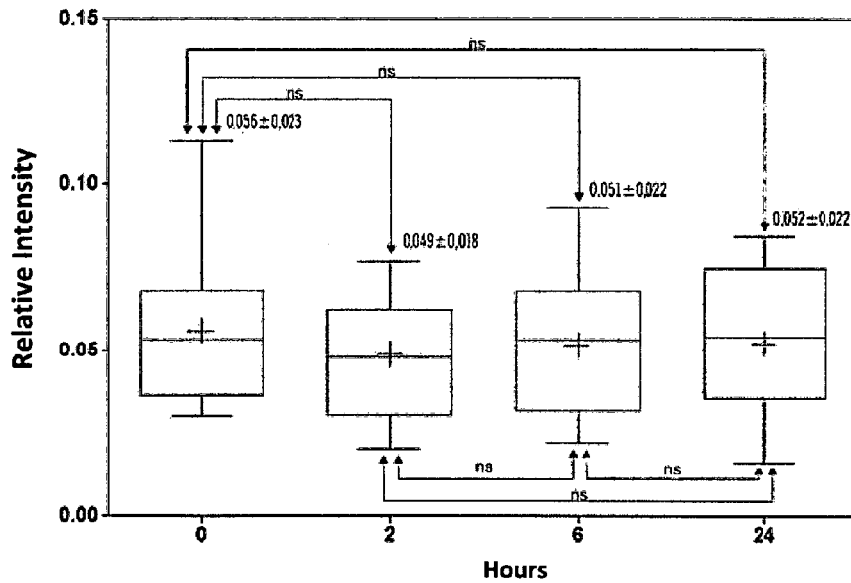 0.15
ns
ns
ns
0,056±0,023
0.10
0,051±0,022
0,052±0,022
0,049±0,018
0.05
ns
ns
ns
0.00
0
2
6
24
Relative Intensity
Hours